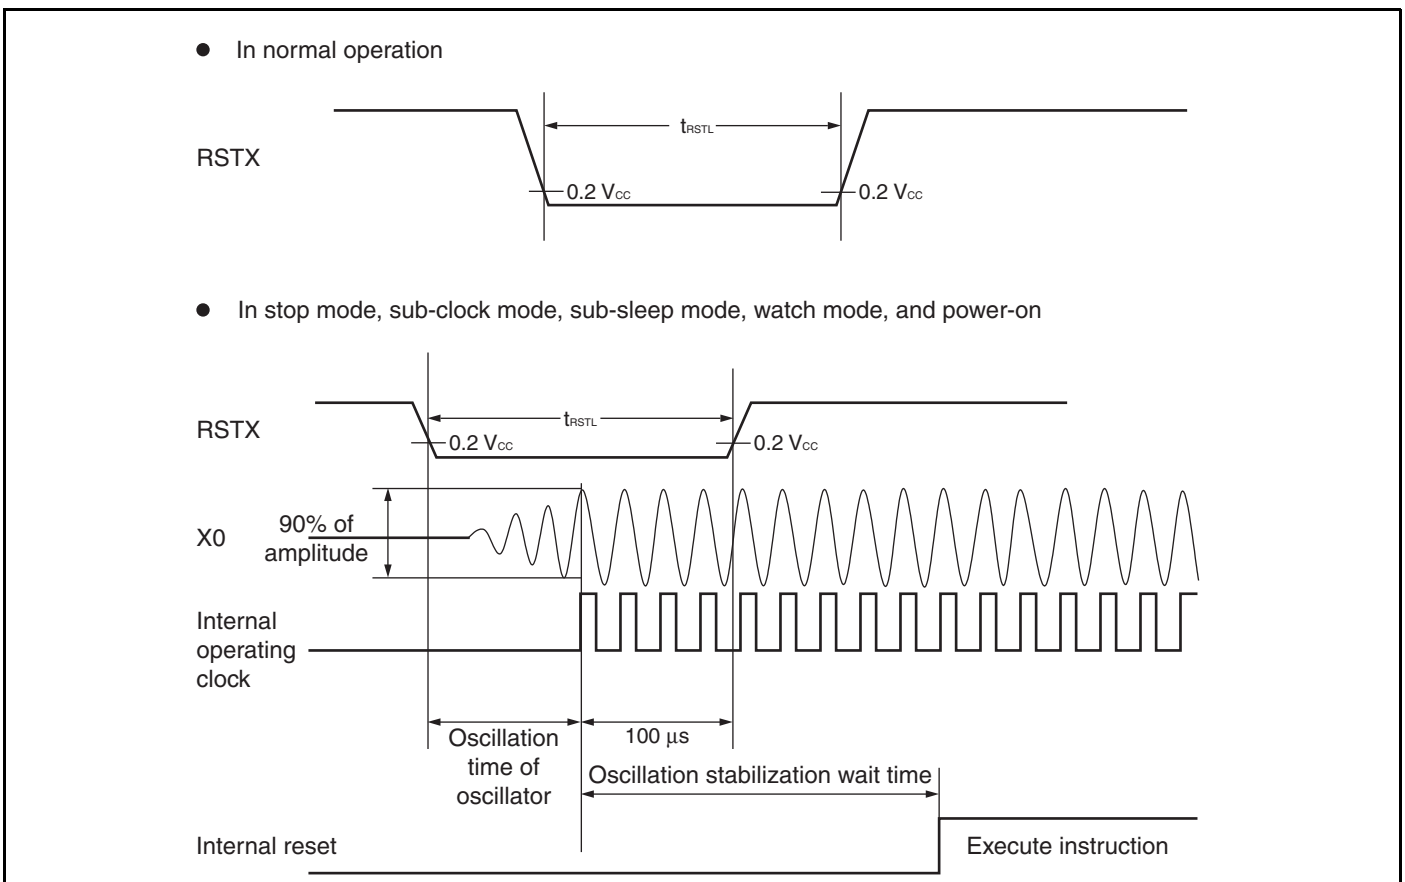 ● In normal operation
tRSTL
RSTX
0.2 VCC
0.2 VCC
● In stop mode, sub-clock mode, sub-sleep mode, watch mode, and power-on
tRSTL
RSTX
0.2 VCC
0.2 VCC
X0
90% of
amplitude
Internal
operating
clock
Oscillation
time of
oscillator
100 μs
Oscillation stabilization wait time
Internal reset
Execute instruction